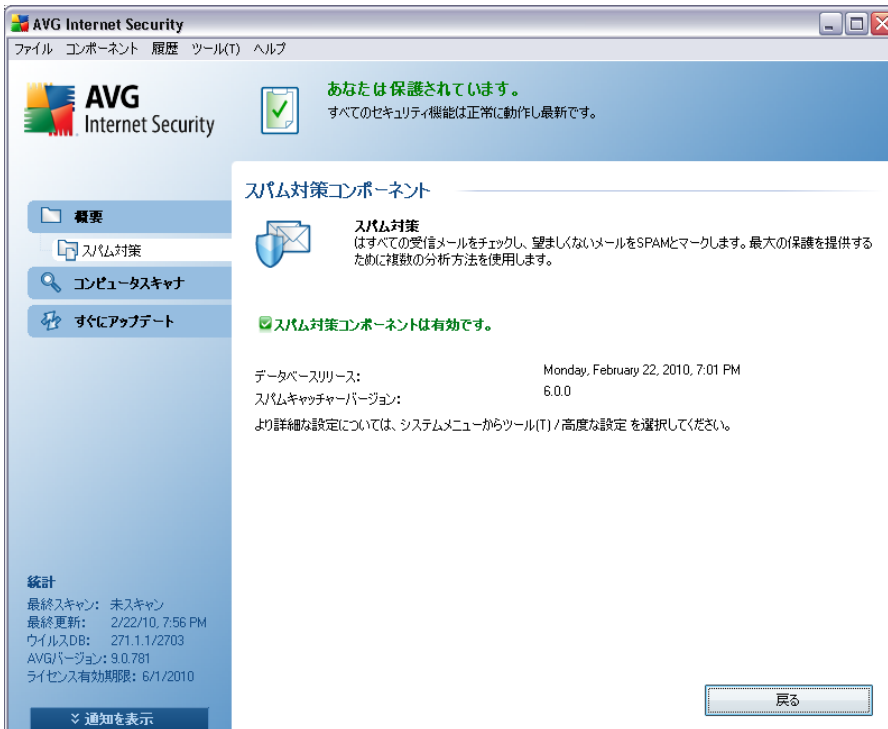 AVG Internet Security
ファイル コンポーネント 履歴 ツール(T) ヘルプ
AVG
Internet Security
あなたは保護されています。
すべてのセキュリティ機能は正常に動作し最新です。
概要
スパム対策
コンピュータスキャナ
すぐにアップデート
スパム対策コンポーネント
スパム対策
はすべての受信メールをチェックし、望ましくないメールをSPAMとマークします。最大の保護を提供する
ために複数の分析方法を使用します。
スパム対策コンポーネントは有効です。
データベースリリース: Monday, February 22, 2010, 7:01 PM
スパムキャッチャーバージョン: 6.0.0
より詳細な設定については、システムメニューからツール(T) / 高度な設定 を選択してください。
統計
最終スキャン: 未スキャン
最終更新: 2/22/10, 7:56 PM
ウイルスDB: 271.1.1/2703
AVGバージョン: 9.0.781
ライセンス有効期限: 6/1/2010
通知を表示
戻る